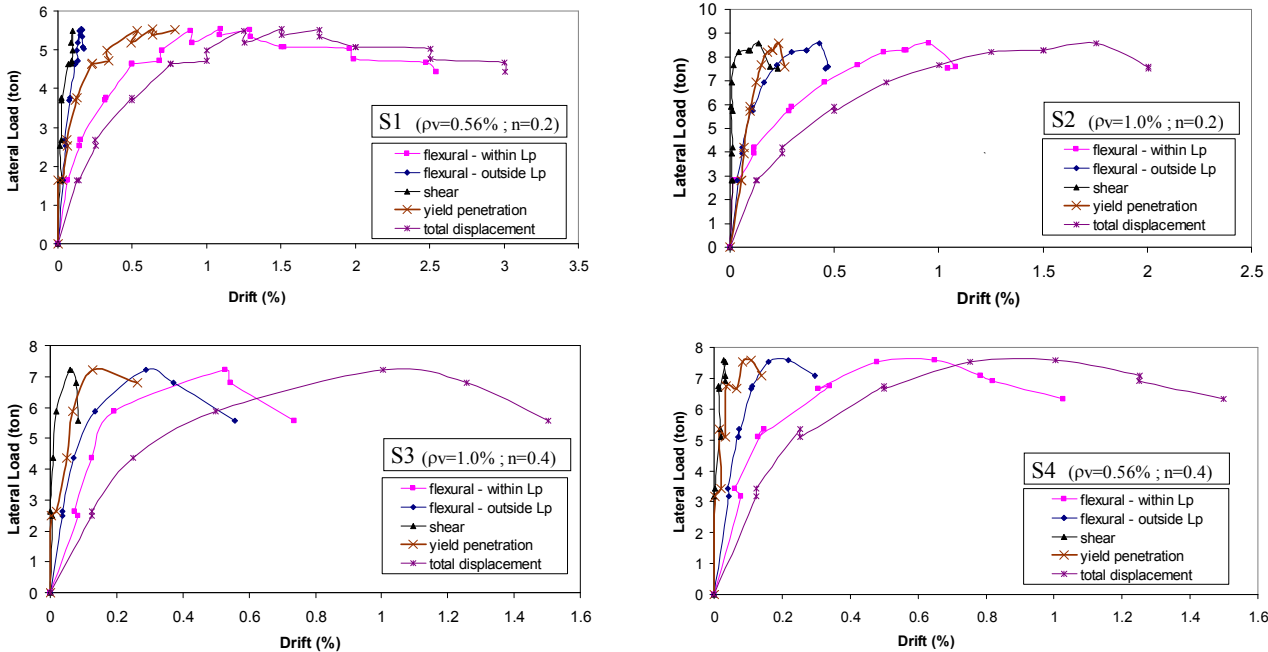 Lateral Load (ton)
6
5
4
3
2
1
0
S1 (ρv=0.56% ; n=0.2)
flexural - within Lp
flexural - outside Lp
shear
yield penetration
total displacement
0 0.5 1 1.5 2 2.5 3 3.5
Drift (%)
Lateral Load (ton)
10
9
8
7
6
5
4
3
2
1
0
S2 (ρv=1.0% ; n=0.2)
flexural - within Lp
flexural - outside Lp
shear
yield penetration
total displacement
0 0.5 1 1.5 2 2.5
Drift (%)
Lateral Load (ton)
8
7
6
5
4
3
2
1
0
S3 (ρv=1.0% ; n=0.4)
flexural - within Lp
flexural - outside Lp
shear
yield penetration
total displacement
0 0.2 0.4 0.6 0.8 1 1.2 1.4 1.6
Drift (%)
Lateral Load (ton)
8
7
6
5
4
3
2
1
0
S4 (ρv=0.56% ; n=0.4)
flexural - within Lp
flexural - outside Lp
shear
yield penetration
total displacement
0 0.2 0.4 0.6 0.8 1 1.2 1.4 1.6
Drift (%)